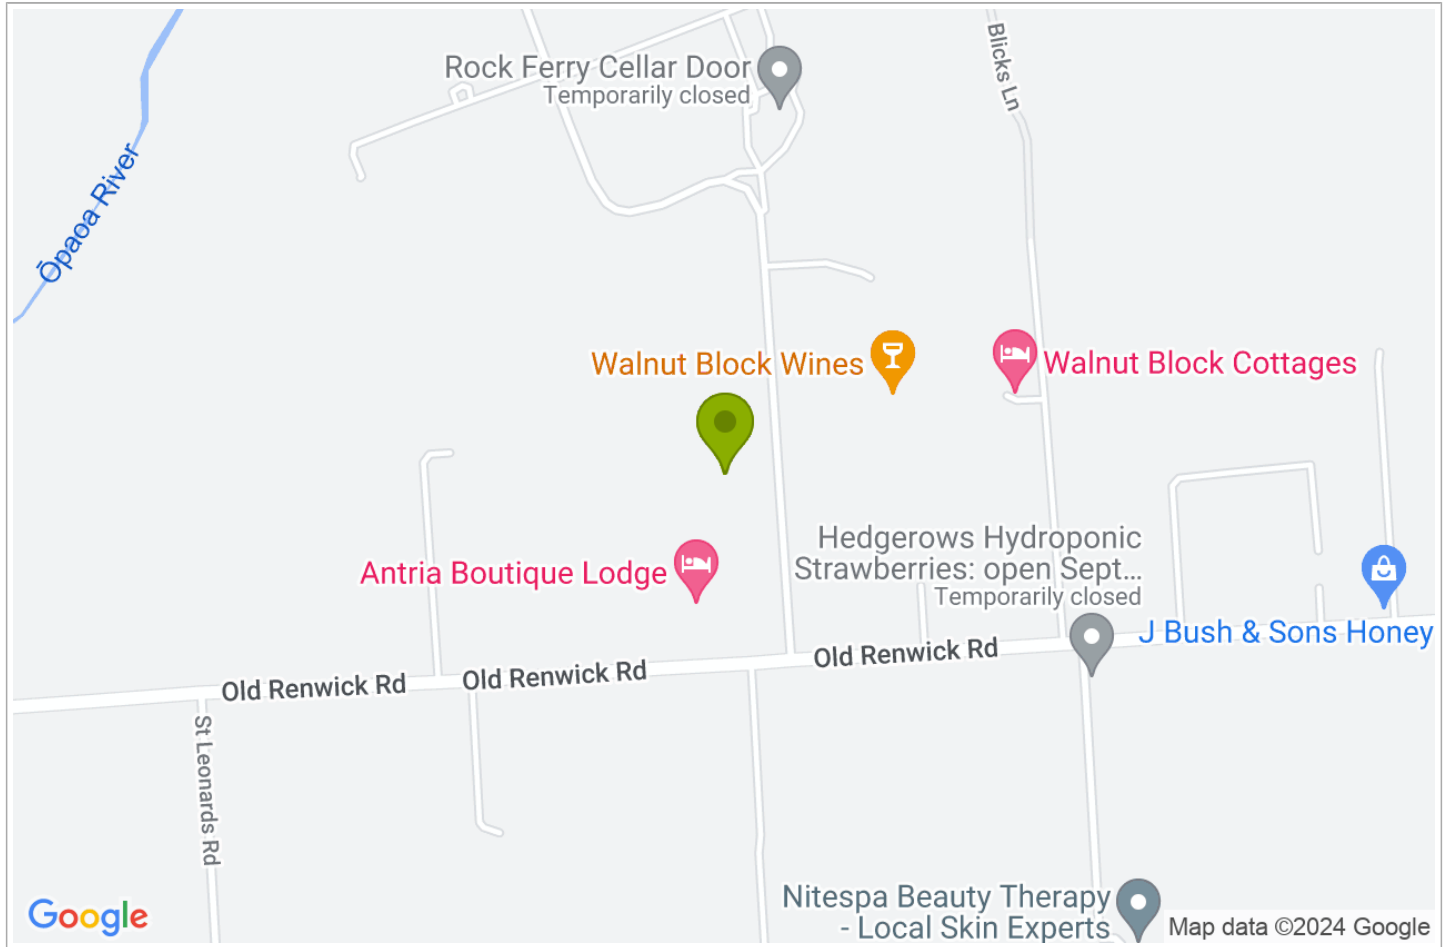 Blicks Ln
Rock Ferry Cellar Door
Temporarily closed
Ōpaoa River
Walnut Block Wines
Walnut Block Cottages
Hedgerows Hydroponic
Strawberries: open Sept...
Temporarily closed
Antria Boutique Lodge
J Bush & Sons Honey
Old Renwick Rd
Old Renwick Rd
Old Renwick Rd
St Leonards Rd
Nitespa Beauty Therapy
- Local Skin Experts
Google
Map data ©2024 Google